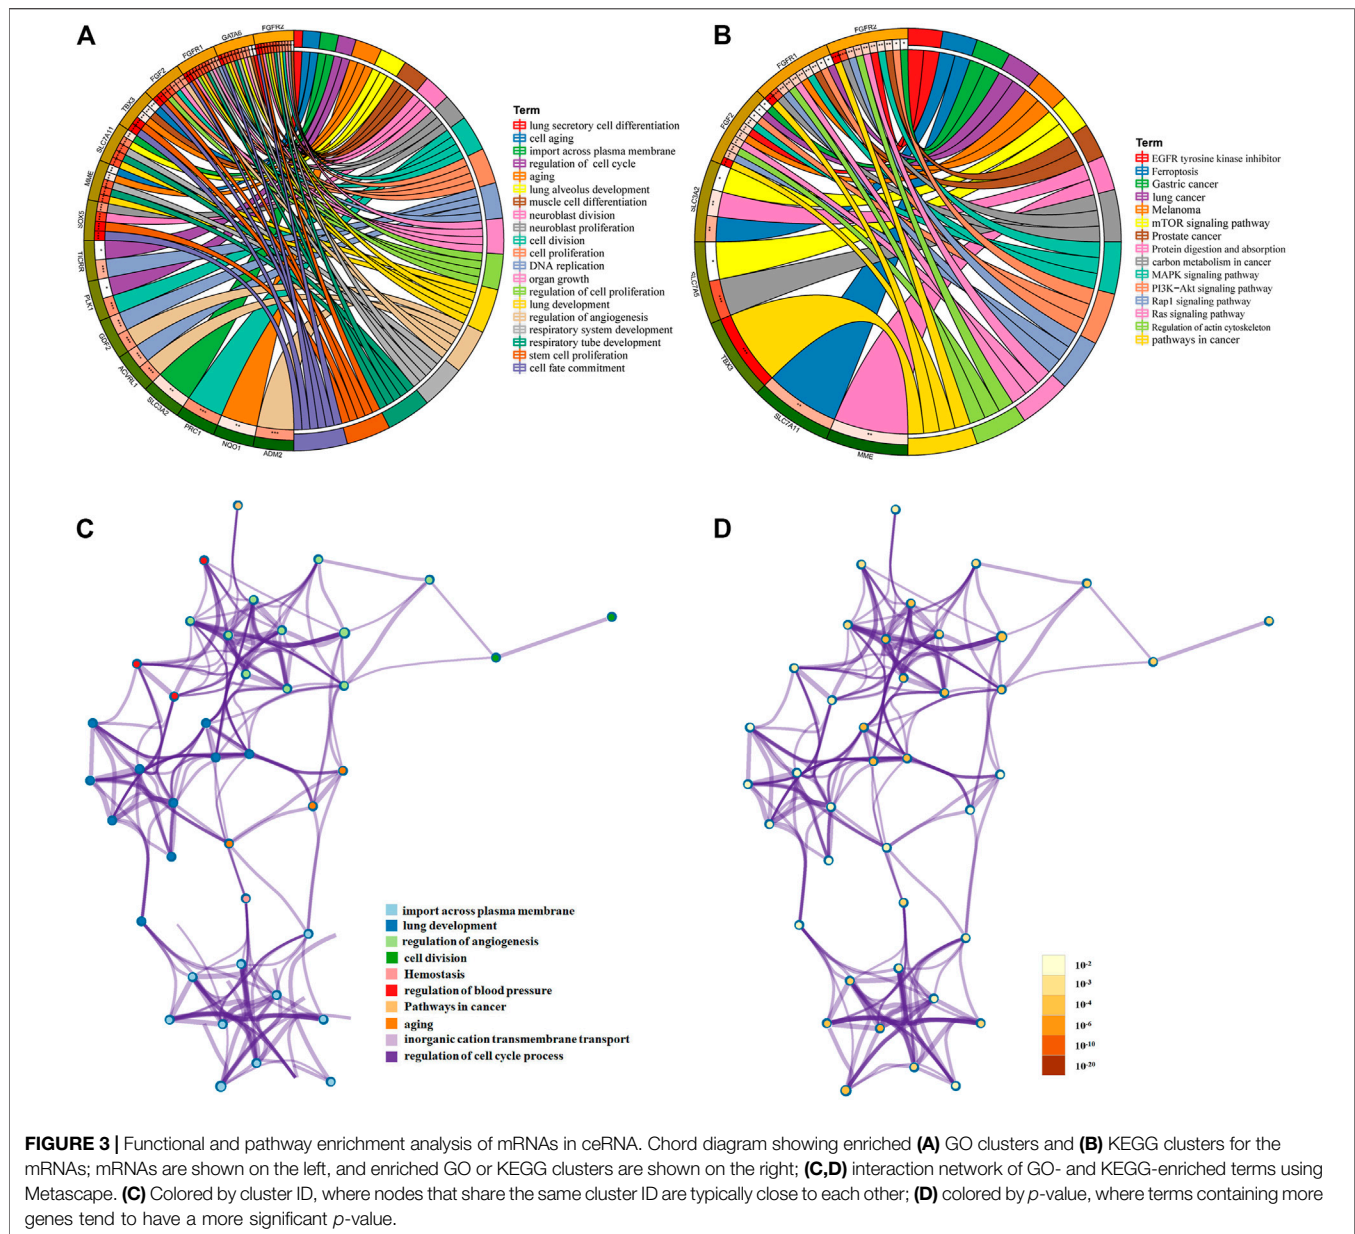 A
FGFR2
GATA6
FGFR1
FGF2
TBX3
SLC7A11
MME
SOX5
TICRR
PLK1
GDF2
ACVRL1
SLC3A2
PRC1
NQO1
ADM2
Term
lung secretory cell differentiation
cell aging
import across plasma membrane
regulation of cell cycle
aging
lung alveolus development
muscle cell differentiation
neuroblast division
neuroblast proliferation
cell division
cell proliferation
DNA replication
organ growth
regulation of cell proliferation
lung development
regulation of angiogenesis
respiratory system development
respiratory tube development
stem cell proliferation
cell fate commitment
B
FGFR2
FGFR1
FGF2
SLC3A2
SLC7A5
TBX3
SLC7A11
MME
Term
EGFR tyrosine kinase inhibitor
Ferroptosis
Gastric cancer
lung cancer
Melanoma
mTOR signaling pathway
Prostate cancer
Protein digestion and absorption
carbon metabolism in cancer
MAPK signaling pathway
PI3K−Akt signaling pathway
Rap1 signaling pathway
Ras signaling pathway
Regulation of actin cytoskeleton
pathways in cancer
C
import across plasma membrane
lung development
regulation of angiogenesis
cell division
Hemostasis
regulation of blood pressure
Pathways in cancer
aging
inorganic cation transmembrane transport
regulation of cell cycle process
D
10-2
10-3
10-4
10-6
10-10
10-20
FIGURE 3 | Functional and pathway enrichment analysis of mRNAs in ceRNA. Chord diagram showing enriched (A) GO clusters and (B) KEGG clusters for the
mRNAs; mRNAs are shown on the left, and enriched GO or KEGG clusters are shown on the right; (C,D) interaction network of GO- and KEGG-enriched terms using
Metascape. (C) Colored by cluster ID, where nodes that share the same cluster ID are typically close to each other; (D) colored by p-value, where terms containing more
genes tend to have a more significant p-value.